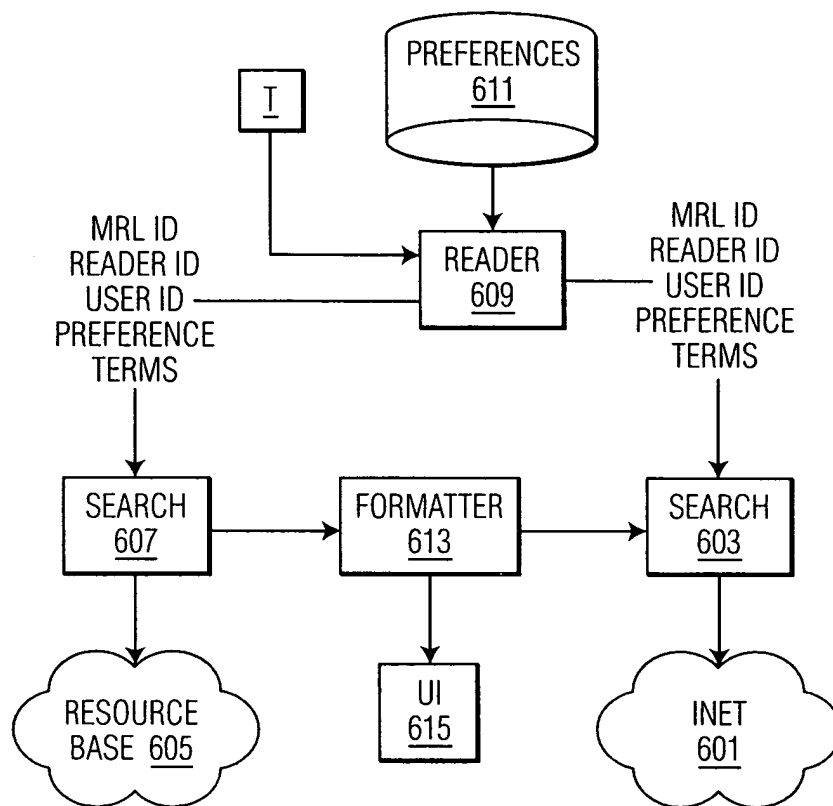 PREFERENCES
611
T
MRL ID
READER ID
USER ID
PREFERENCE
TERMS
READER
609
MRL ID
READER ID
USER ID
PREFERENCE
TERMS
SEARCH
607
FORMATTER
613
SEARCH
603
RESOURCE
BASE 605
UI
615
INET
601